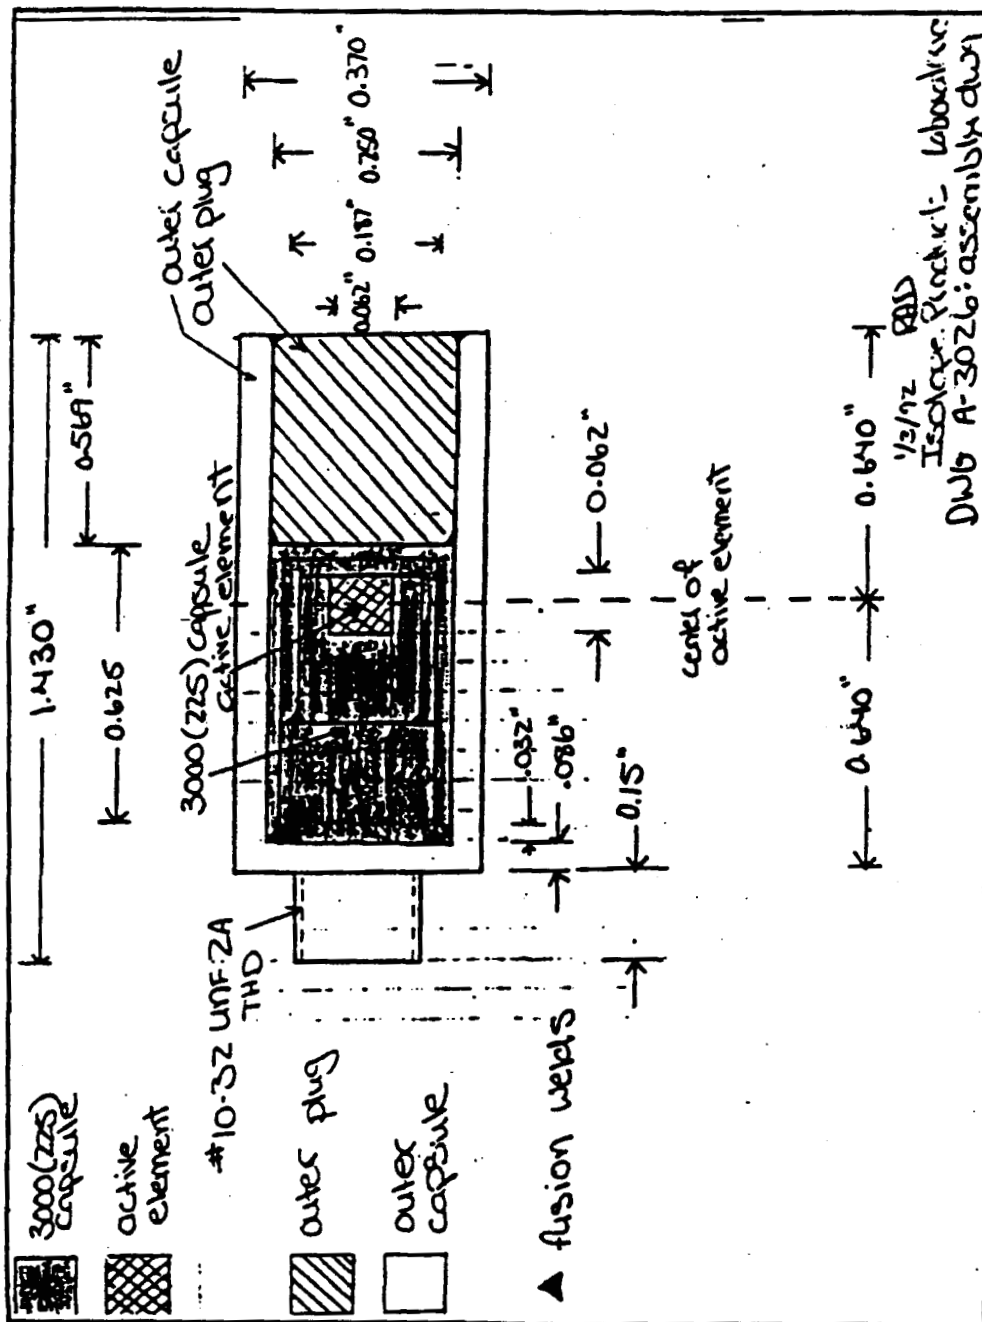 3000(225)
capsule
active
element
outer
plug
outer
capsule
fusion welds
#10-32 UNF-2A
THD
1.430"
0.569"
0.625
outer capsule
outer plug
3000(225) capsule
active element
0.062"
0.187"
0.250"
0.370"
0.062"
.032"
.086"
0.15"
center of
active element
0.640"
0.640"
1/3/92 RAD
Isotope Product Laboratories
DWG A-3026: assembly.dwg